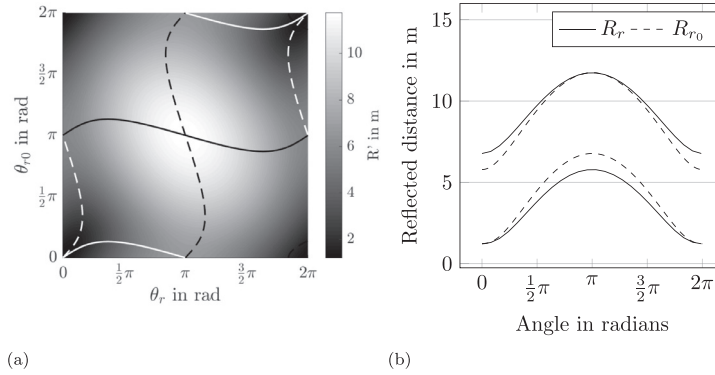 2π
3/2π
π
1/2π
0
θr0 in rad
0
1/2π
π
3/2π
2π
θr in rad
10
8
6
4
2
R' in m
(a)
15
10
5
0
Reflected distance in m
Rr
Rr0
0
1/2π
π
3/2π
2π
Angle in radians
(b)